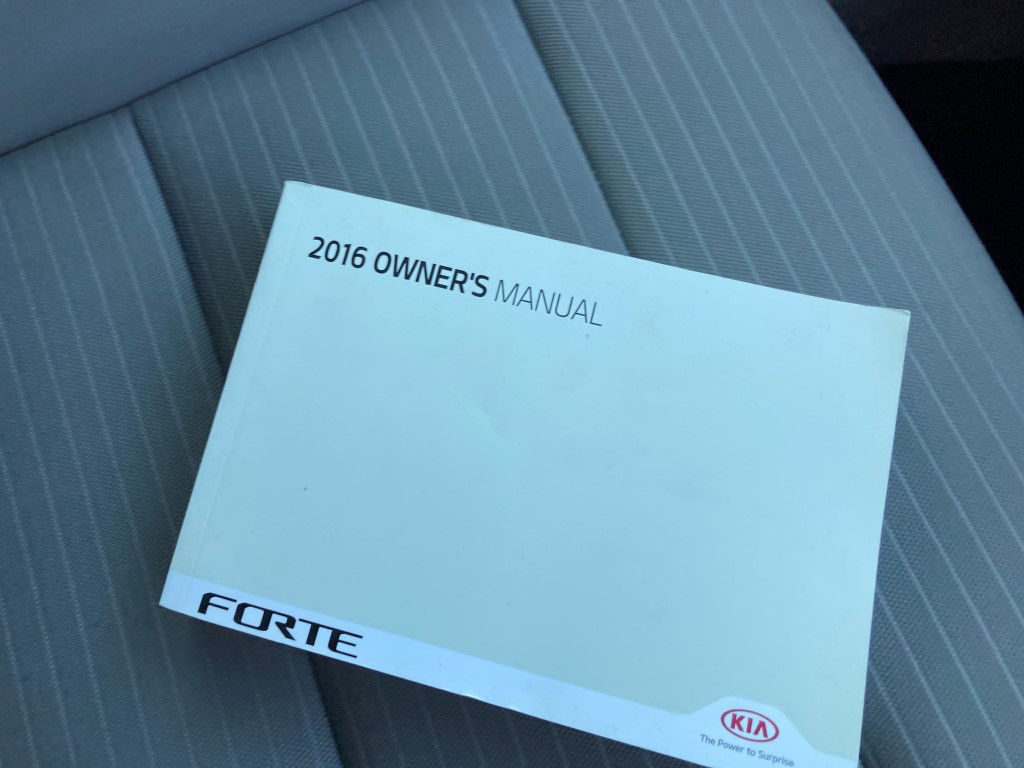 2016 OWNER'S MANUAL
FORTE
KIA
The Power to Surprise